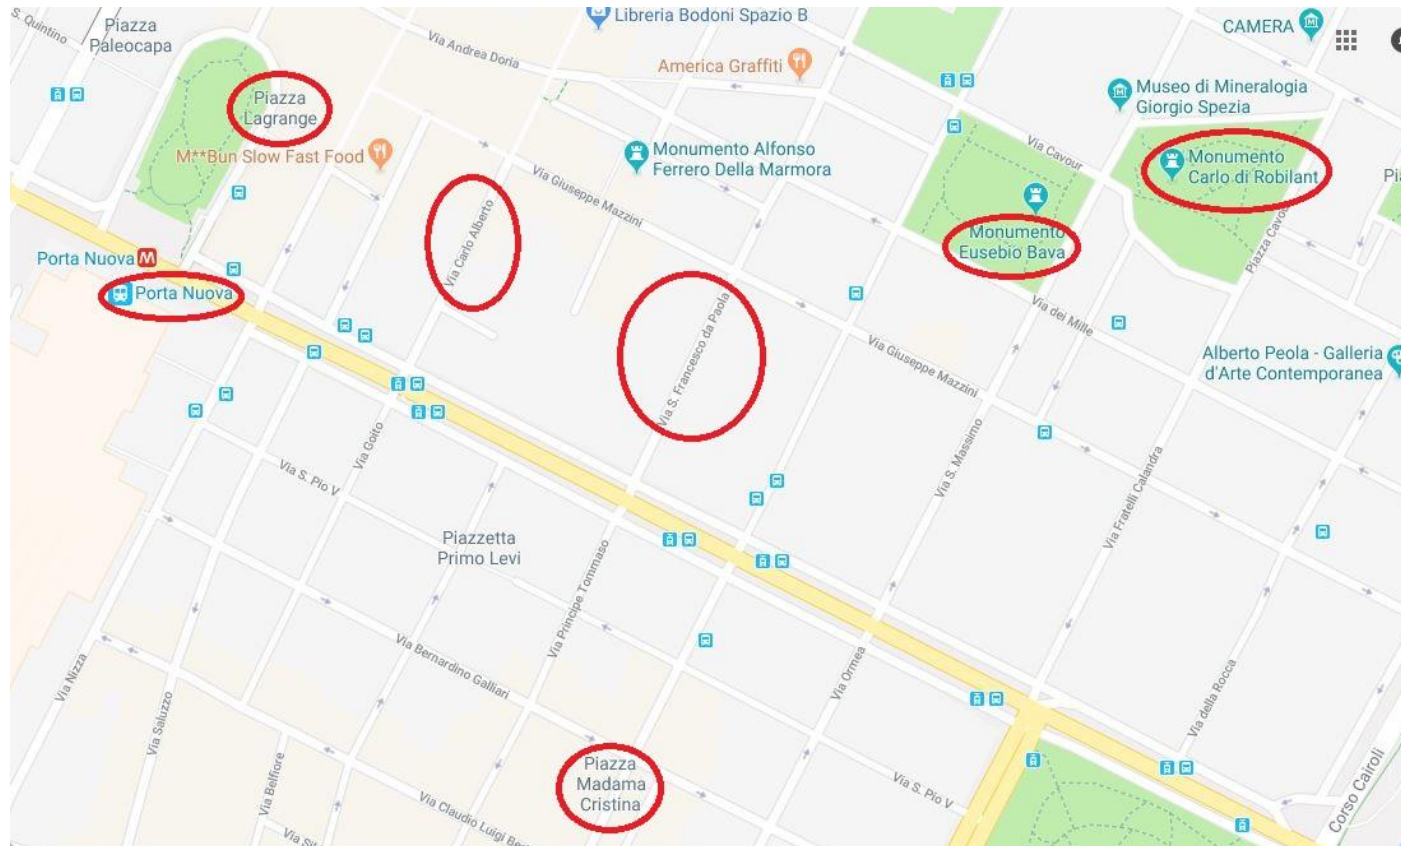 S. Quintino
Piazza
Paleocapa
Via Andrea Doria
Libreria Bodoni Spazio B
America Graffiti
CAMERA
Museo di Mineralogia
Giorgio Spezia
Piazza
Lagrange
M**Bun Slow Fast Food
Monumento Alfonso
Ferrero Della Marmora
Via Cavour
Monumento
Carlo di Robilant
Via Giuseppe Mazzini
Via Carlo Alberto
Monumento
Eusebio Bava
Piazza Cavour
Porta Nuova M
Porta Nuova
Via S. Francesco da Paola
Via dei Mille
Via Giuseppe Mazzini
Alberto Peola - Galleria
d'Arte Contemporanea
Via Goito
Via S. Pio V
Via S. Massimo
Via Fratelli Calandra
Piazzetta
Primo Levi
Via Principe Tommaso
Via Bernardino Galliari
Via Nizza
Via Saluzzo
Via Ormea
Via della Rocca
Via Belfiore
Piazza
Madama
Cristina
Via S. Pio V
Via Claudio Luigi Ber
Corso Cairoli